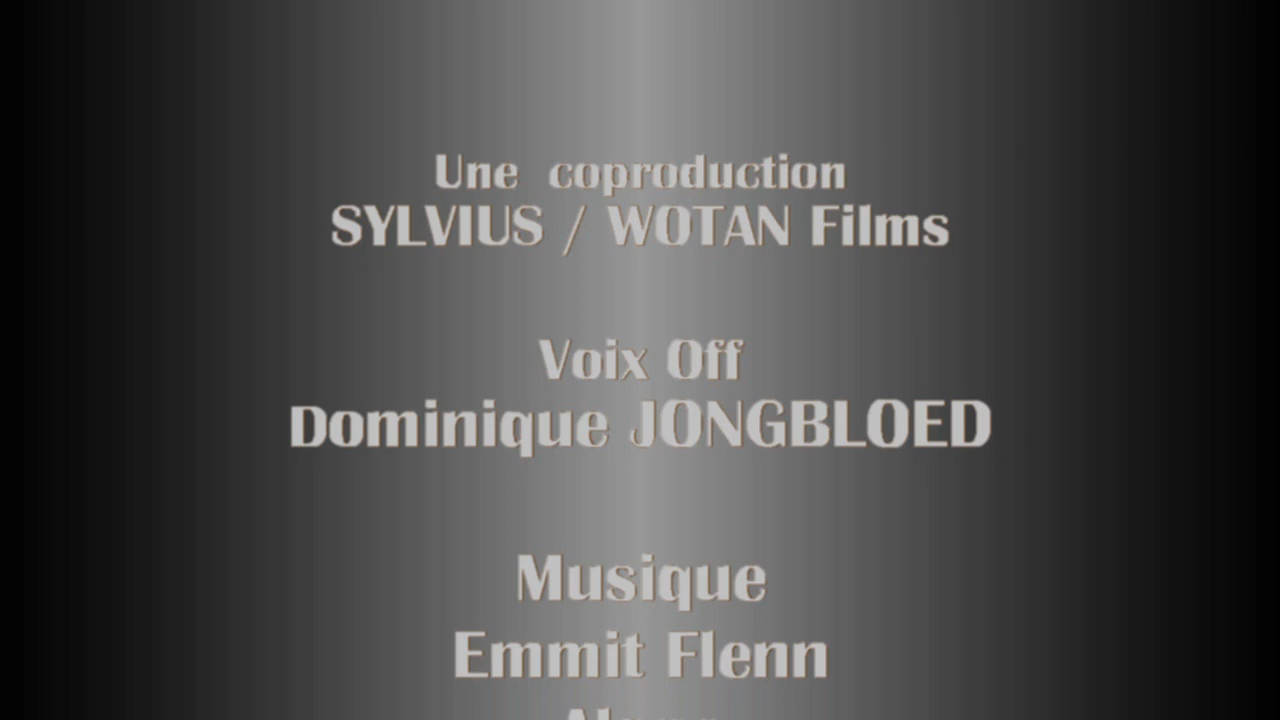 Une coproduction
SYLVIUS / WOTAN Films
Voix Off
Dominique JONGBLOED
Musique
Emmit Flenn